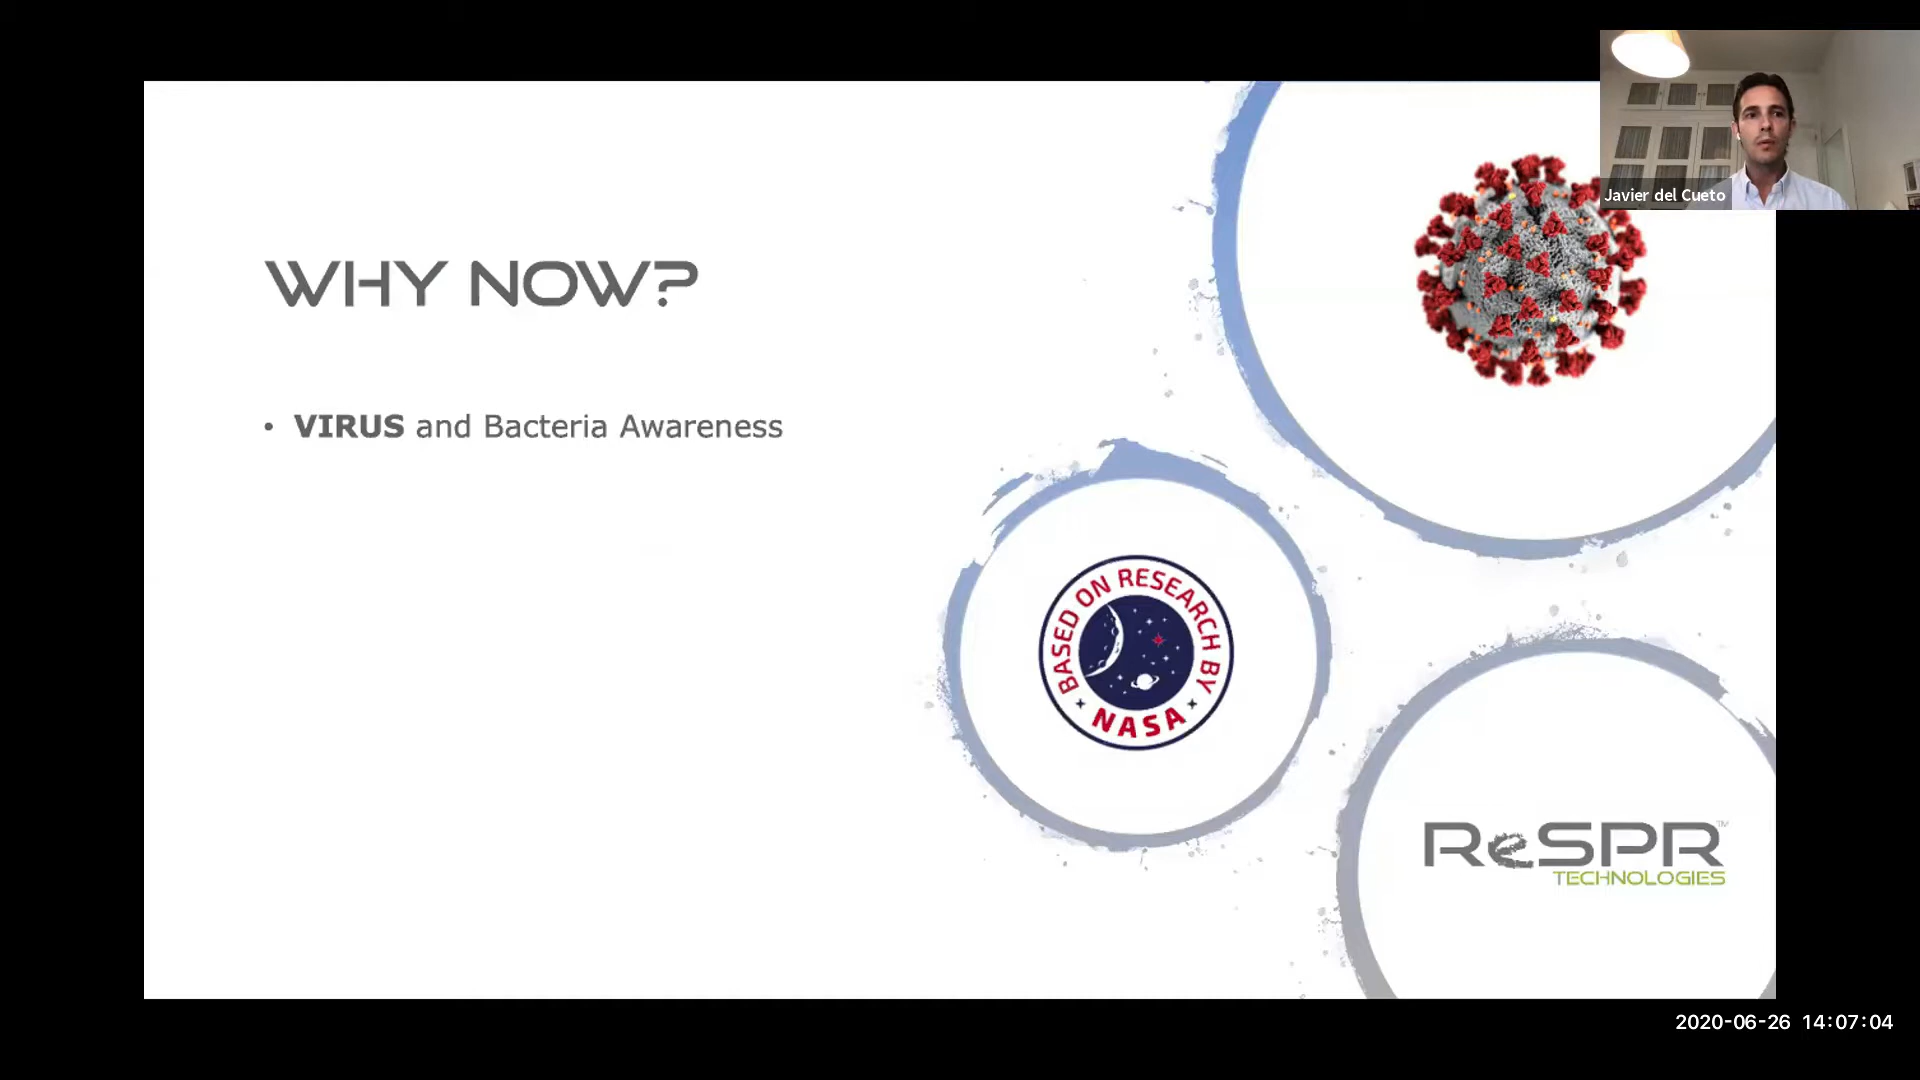 Javier del Cueto
WHY NOW?
• VIRUS and Bacteria Awareness
BASED ON RESEARCH BY
NASA
ReSPR™
TECHNOLOGIES
2020-06-26 14:07:04